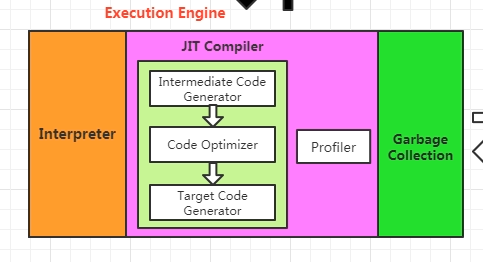 Execution Engine
JIT Compiler
Interpreter
Intermediate Code
Generator
Code Optimizer
Target Code
Generator
Profiler
Garbage
Collection